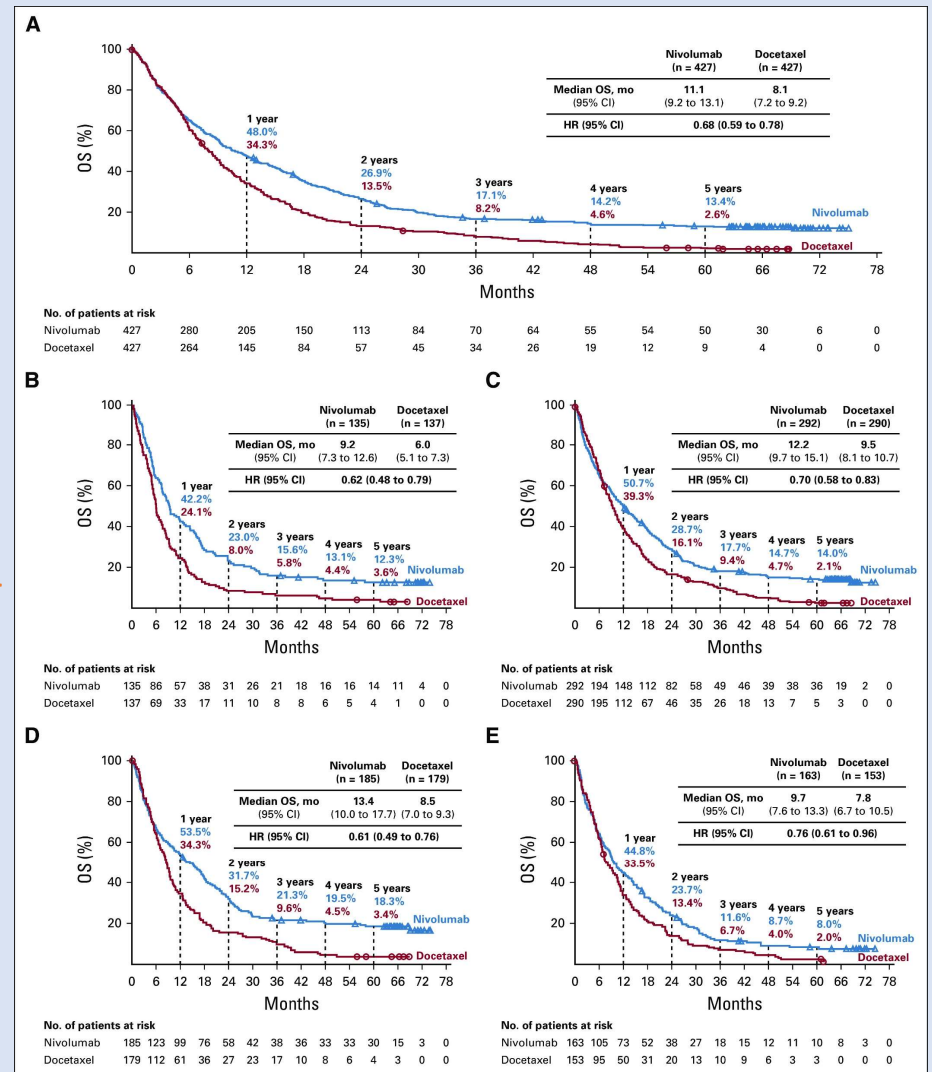 A
100
80
60
40
20
OS (%)
Nivolumab Docetaxel
(n = 427) (n = 427)
Median OS, mo 11.1 8.1
(95% CI) (9.2 to 13.1) (7.2 to 9.2)
HR (95% CI) 0.68 (0.59 to 0.78)
1 year
48.0%
34.3%
2 years
26.9%
13.5%
3 years
17.1%
8.2%
4 years
14.2%
4.6%
5 years
13.4%
2.6%
Nivolumab
Docetaxel
0 6 12 18 24 30 36 42 48 54 60 66 72 78
Months
No. of patients at risk
Nivolumab 427 280 205 150 113 84 70 64 55 54 50 30 6 0
Docetaxel 427 264 145 84 57 45 34 26 19 12 9 4 0 0
B
100
80
60
40
20
OS (%)
Nivolumab Docetaxel
(n = 135) (n = 137)
Median OS, mo 9.2 6.0
(95% CI) (7.3 to 12.6) (5.1 to 7.3)
HR (95% CI) 0.62 (0.48 to 0.79)
1 year
42.2%
24.1%
2 years
23.0%
8.0%
3 years
15.6%
5.8%
4 years
13.1%
4.4%
5 years
12.3%
3.6%
Nivolumab
Docetaxel
0 6 12 18 24 30 36 42 48 54 60 66 72 78
Months
No. of patients at risk
Nivolumab 135 86 57 38 31 26 21 18 16 16 14 11 4 0
Docetaxel 137 69 33 17 11 10 8 8 6 5 4 1 0 0
C
100
80
60
40
20
OS (%)
Nivolumab Docetaxel
(n = 292) (n = 290)
Median OS, mo 12.2 9.5
(95% CI) (9.7 to 15.1) (8.1 to 10.7)
HR (95% CI) 0.70 (0.58 to 0.83)
1 year
50.7%
39.3%
2 years
28.7%
16.1%
3 years
17.7%
9.4%
4 years
14.7%
4.7%
5 years
14.0%
2.1%
Nivolumab
Docetaxel
0 6 12 18 24 30 36 42 48 54 60 66 72 78
Months
No. of patients at risk
Nivolumab 292 194 148 112 82 58 49 46 39 38 36 19 2 0
Docetaxel 290 195 112 67 46 35 26 18 13 7 5 3 0 0
D
100
80
60
40
20
OS (%)
Nivolumab Docetaxel
(n = 185) (n = 179)
Median OS, mo 13.4 8.5
(95% CI) (10.0 to 17.7) (7.0 to 9.3)
HR (95% CI) 0.61 (0.49 to 0.76)
1 year
53.5%
34.3%
2 years
31.7%
15.2%
3 years
21.3%
9.6%
4 years
19.5%
4.5%
5 years
18.3%
3.4%
Nivolumab
Docetaxel
0 6 12 18 24 30 36 42 48 54 60 66 72 78
Months
No. of patients at risk
Nivolumab 185 123 99 76 58 42 38 36 33 33 30 15 3 0
Docetaxel 179 112 61 36 27 23 17 10 8 6 4 3 0 0
E
100
80
60
40
20
OS (%)
Nivolumab Docetaxel
(n = 163) (n = 153)
Median OS, mo 9.7 7.8
(95% CI) (7.6 to 13.3) (6.7 to 10.5)
HR (95% CI) 0.76 (0.61 to 0.96)
1 year
44.8%
33.5%
2 years
23.7%
13.4%
3 years
11.6%
6.7%
4 years
8.7%
4.0%
5 years
8.0%
2.0%
Nivolumab
Docetaxel
0 6 12 18 24 30 36 42 48 54 60 66 72 78
Months
No. of patients at risk
Nivolumab 163 105 73 52 38 27 18 15 12 11 10 8 3 0
Docetaxel 153 95 50 31 20 13 10 9 6 3 3 0 0 0